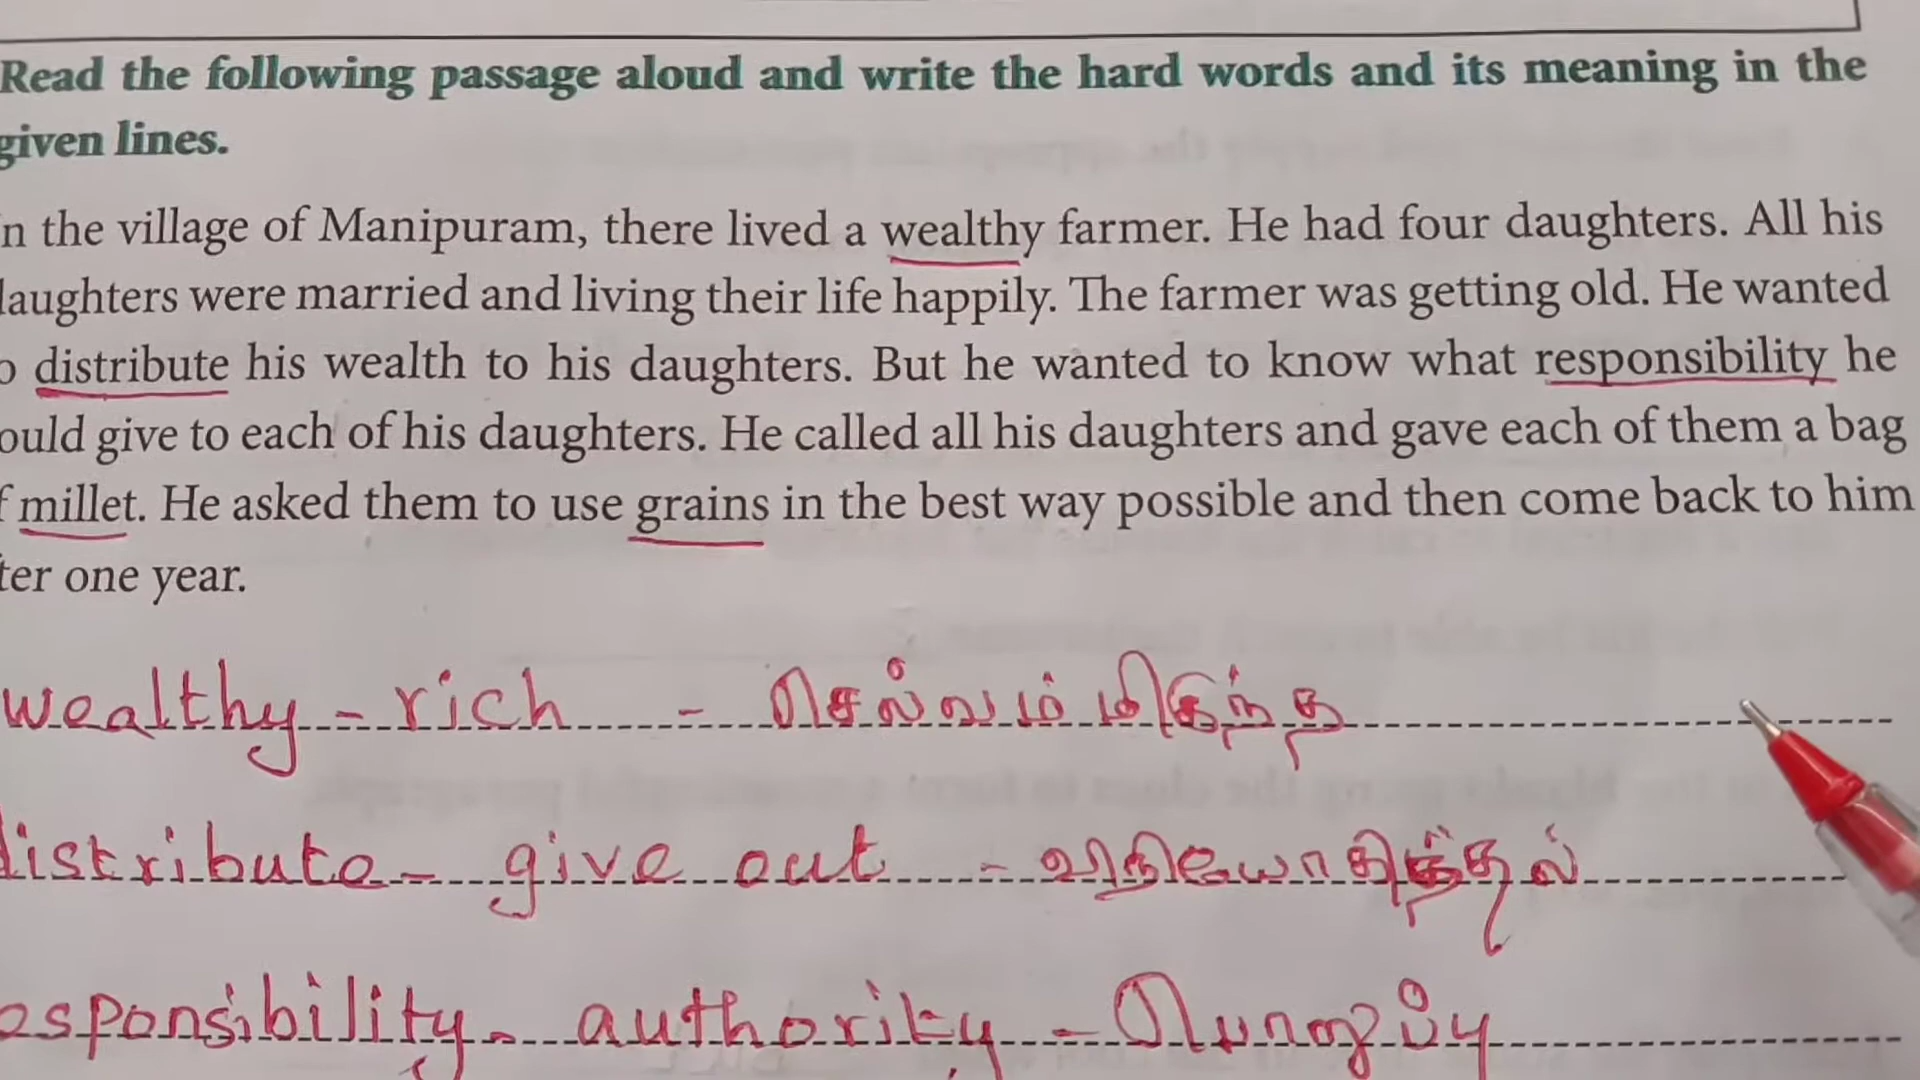 Read the following passage aloud and write the hard words and its meaning in the
given lines.
n the village of Manipuram, there lived a wealthy farmer. He had four daughters. All his
laughters were married and living their life happily. The farmer was getting old. He wanted
o distribute his wealth to his daughters. But he wanted to know what responsibility he
ould give to each of his daughters. He called all his daughters and gave each of them a bag
f millet. He asked them to use grains in the best way possible and then come back to him
ter one year.
wealthy - rich - செல்வம் மிகுந்த
distribute - give out - விநியோகித்தல்
esponsibility - authority - பொறுப்பு